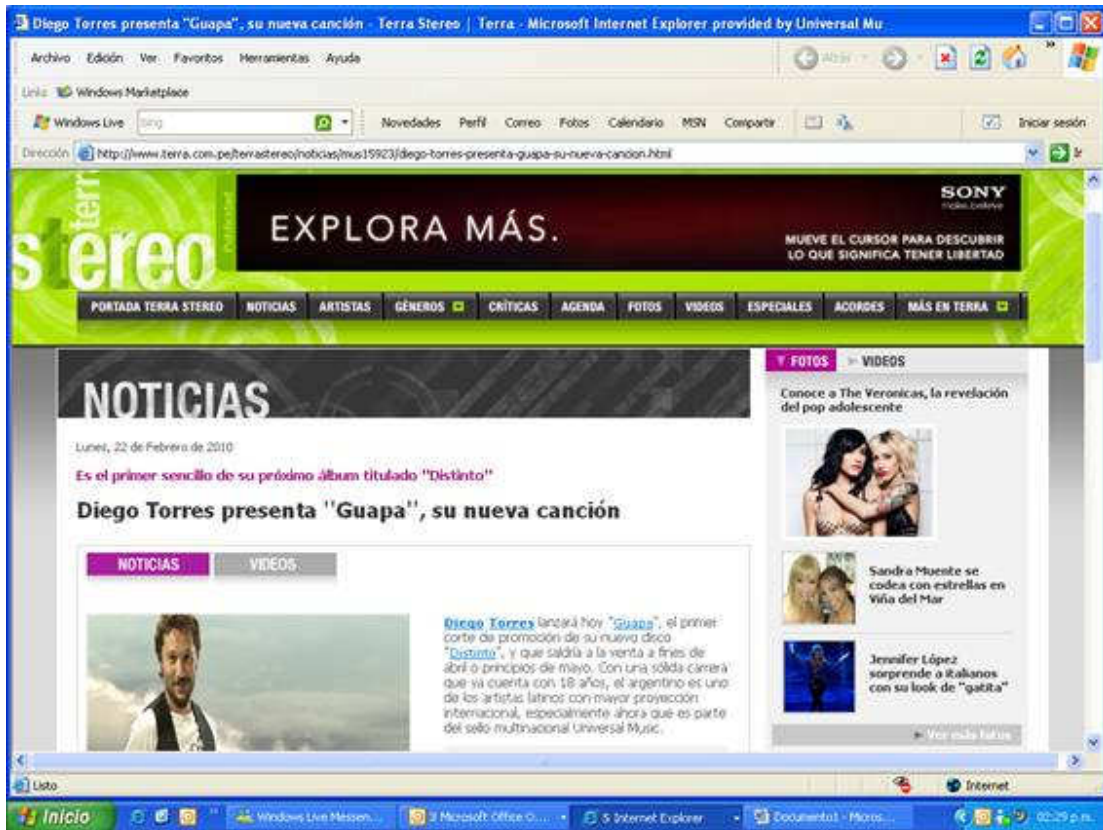 Diego Torres presenta "Guapa", su nueva canción - Terra Stereo | Terra - Microsoft Internet Explorer provided by Universal Mu
Archivo Edición Ver Favoritos Herramientas Ayuda
Atrás
Links Windows Marketplace
Windows Live Bing Novedades Perfil Correo Fotos Calendario MSN Compartir Iniciar sesión
Dirección http://www.terra.com.pe/terrastereo/noticias/mus15923/diego-torres-presenta-guapa-su-nueva-cancion.html Ir
terra
stereo
EXPLORA MÁS.
SONY
make.believe
MUEVE EL CURSOR PARA DESCUBRIR
LO QUE SIGNIFICA TENER LIBERTAD
PORTADA TERRA STEREO NOTICIAS ARTISTAS GÉNEROS CRÍTICAS AGENDA FOTOS VIDEOS ESPECIALES ACORDES MÁS EN TERRA
NOTICIAS
Lunes, 22 de Febrero de 2010
Es el primer sencillo de su próximo álbum titulado "Distinto"
Diego Torres presenta "Guapa", su nueva canción
NOTICIAS VIDEOS
Diego Torres lanzará hoy "Guapa", el primer
corte de promoción de su nuevo disco
"Distinto", y que saldría a la venta a fines de
abril o principios de mayo. Con una sólida carrera
que ya cuenta con 18 años, el argentino es uno
de los artistas latinos con mayor proyección
internacional, especialmente ahora que es parte
del sello multinacional Universal Music.
FOTOS VIDEOS
Conoce a The Veronicas, la revelación
del pop adolescente
Sandra Muente se
codea con estrellas en
Viña del Mar
Jennifer López
sorprende a italianos
con su look de "gatita"
Ver más fotos
Listo Internet
Inicio Windows Live Messen... 3 Microsoft Office O... 5 Internet Explorer Documento1 - Micros... 02:29 p.m.